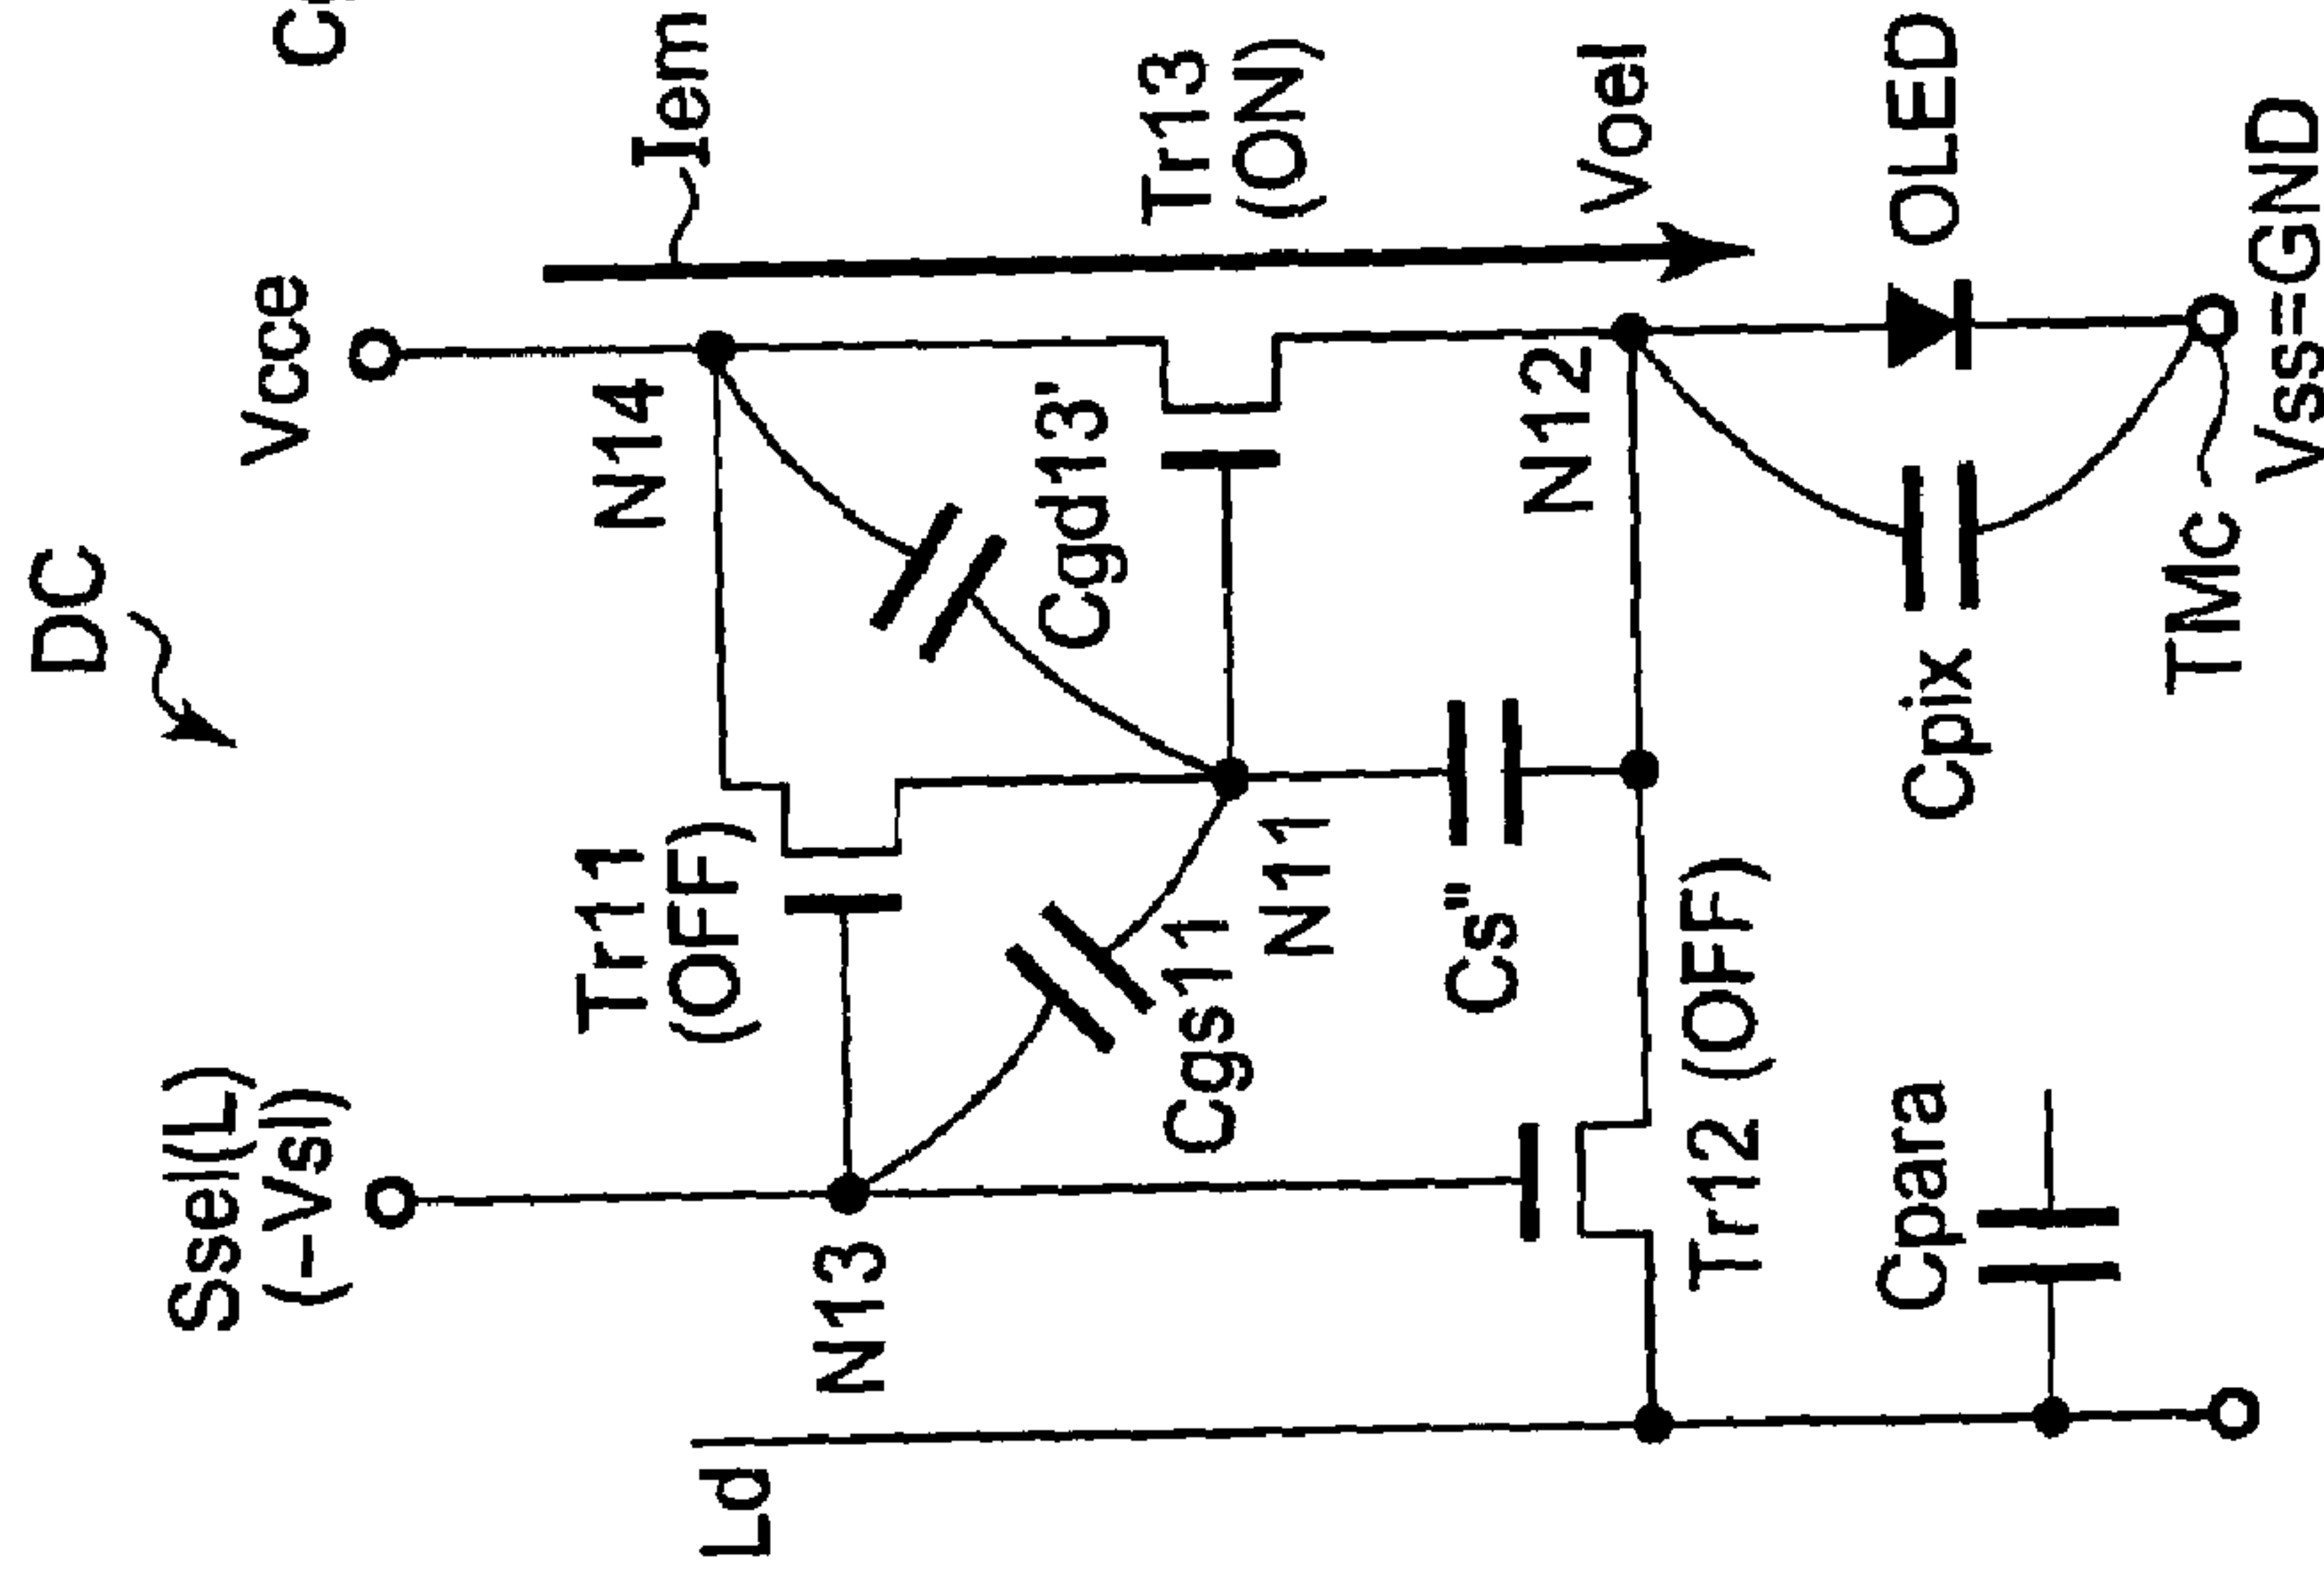 DC
Ssel(L)
(-Vsl)
Vcce
Iem
N14
Tr11
(OFF)
Ld
N13
Cgd13'
Tr13
(ON)
Cgs11
N11
Cs"
N12
Voel
Tr12 (OFF)
Cpara
Cpix
OLED
TMc
Vss=GND